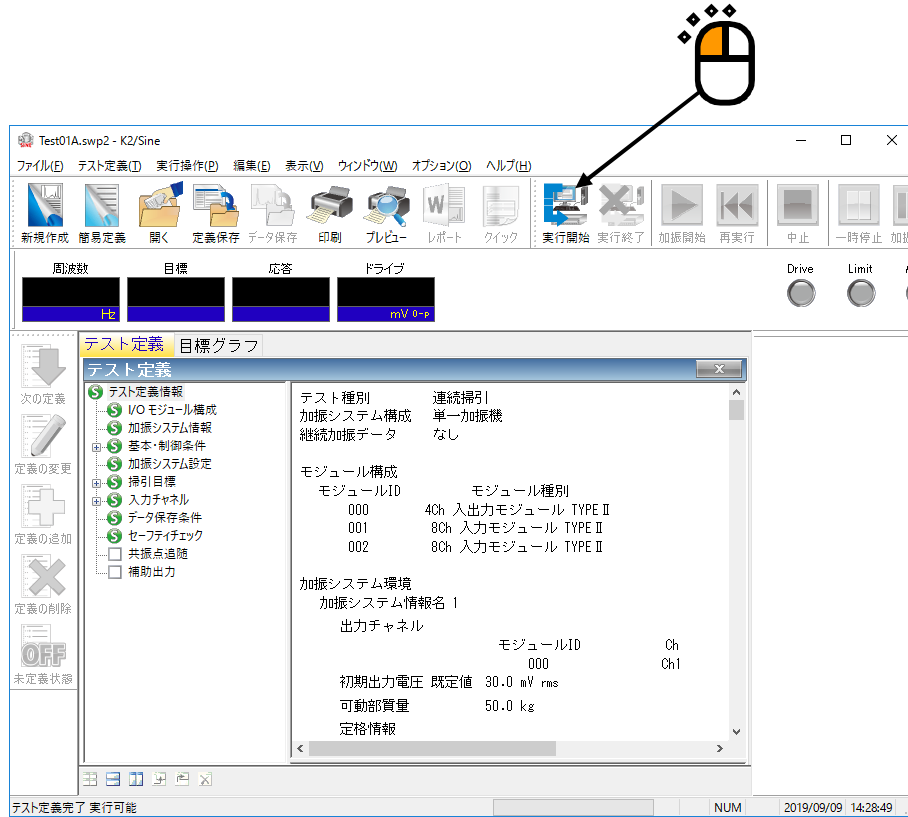 Test01A.swp2 - K2/Sine
ファイル(F) テスト定義(T) 実行操作(P) 編集(E) 表示(V) ウィンドウ(W) オプション(O) ヘルプ(H)
新規作成 簡易定義 開く 定義保存 データ保存 印刷 プレビュー レポート クイック 実行開始 実行終了 加振開始 再実行 中止 一時停止
周波数 目標 応答 ドライブ Drive Limit
Hz mV 0-p
次の定義
定義の変更
定義の追加
定義の削除
OFF
未定義状態
テスト定義 目標グラフ
テスト定義
テスト定義情報
I/O モジュール構成
加振システム情報
基本・制御条件
加振システム設定
掃引目標
入力チャネル
データ保存条件
セーフティチェック
共振点追随
補助出力
テスト種別 連続掃引
加振システム構成 単一加振機
継続加振データ なし
モジュール構成
モジュールID モジュール種別
000 4Ch 入出力モジュール TYPEⅡ
001 8Ch 入力モジュール TYPEⅡ
002 8Ch 入力モジュール TYPEⅡ
加振システム環境
加振システム情報名 1
出力チャネル
モジュールID Ch
000 Ch1
初期出力電圧 既定値 30.0 mV rms
可動部質量 50.0 kg
定格情報
テスト定義完了 実行可能 NUM 2019/09/09 14:28:49